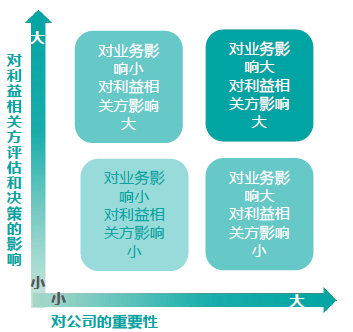 大
对利益相关方评估和决策的影响
对业务影
响小
对利益相
关方影响
大
对业务影
响大
对利益相
关方影响
大
对业务影
响小
对利益相
关方影响
小
对业务影
响大
对利益相
关方影响
小
小
小
大
对公司的重要性